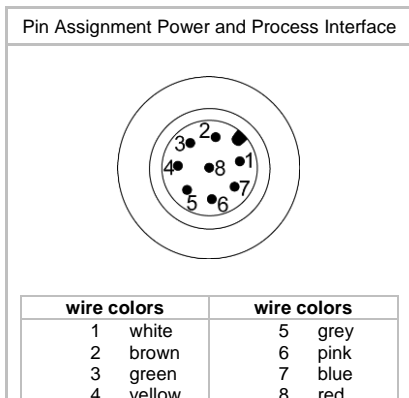 Pin Assignment Power and Process Interface
2
3
1
4
8
7
5
6
wire colors wire colors
1 white 5 grey
2 brown 6 pink
3 green 7 blue
4 yellow 8 red